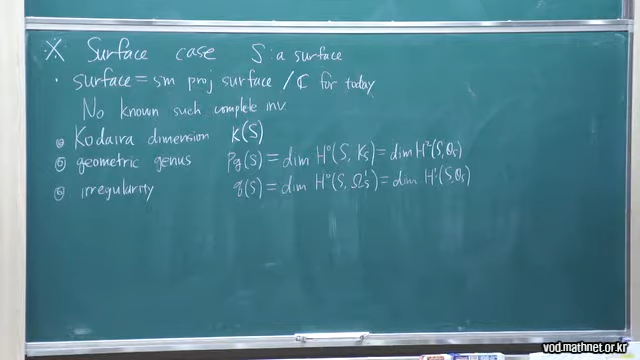 ※ Surface case S: a surface
· surface = sm proj surface / ℂ for today
No known such complete inv
◎ Kodaira dimension κ(S)
◎ geometric genus p_g(S) = dim H⁰(S, K_S) = dim H²(S, O_S)
◎ irregularity q(S) = dim H⁰(S, Ω¹_S) = dim H¹(S, O_S)
vod.mathnet.or.kr